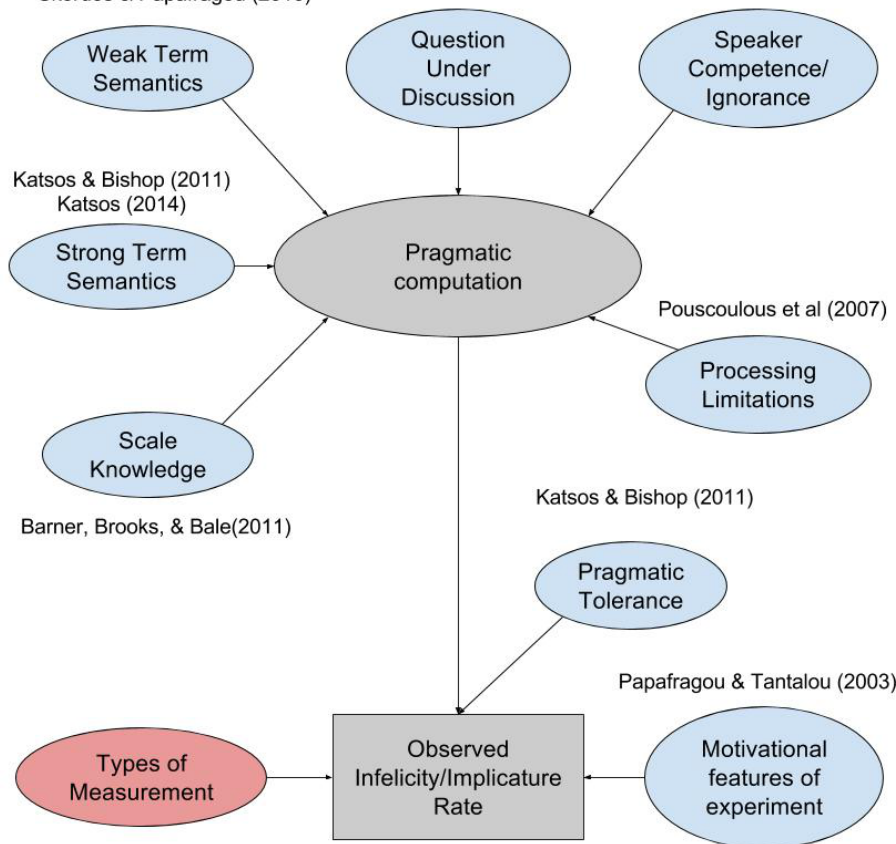 Weak Term
Semantics
Question
Under
Discussion
Speaker
Competence/
Ignorance
Katsos & Bishop (2011)
Katsos (2014)
Strong Term
Semantics
Pragmatic
computation
Pouscoulous et al (2007)
Processing
Limitations
Scale
Knowledge
Barner, Brooks, & Bale(2011)
Katsos & Bishop (2011)
Pragmatic
Tolerance
Papafragou & Tantalou (2003)
Types of
Measurement
Observed
Infelicity/Implicature
Rate
Motivational
features of
experiment